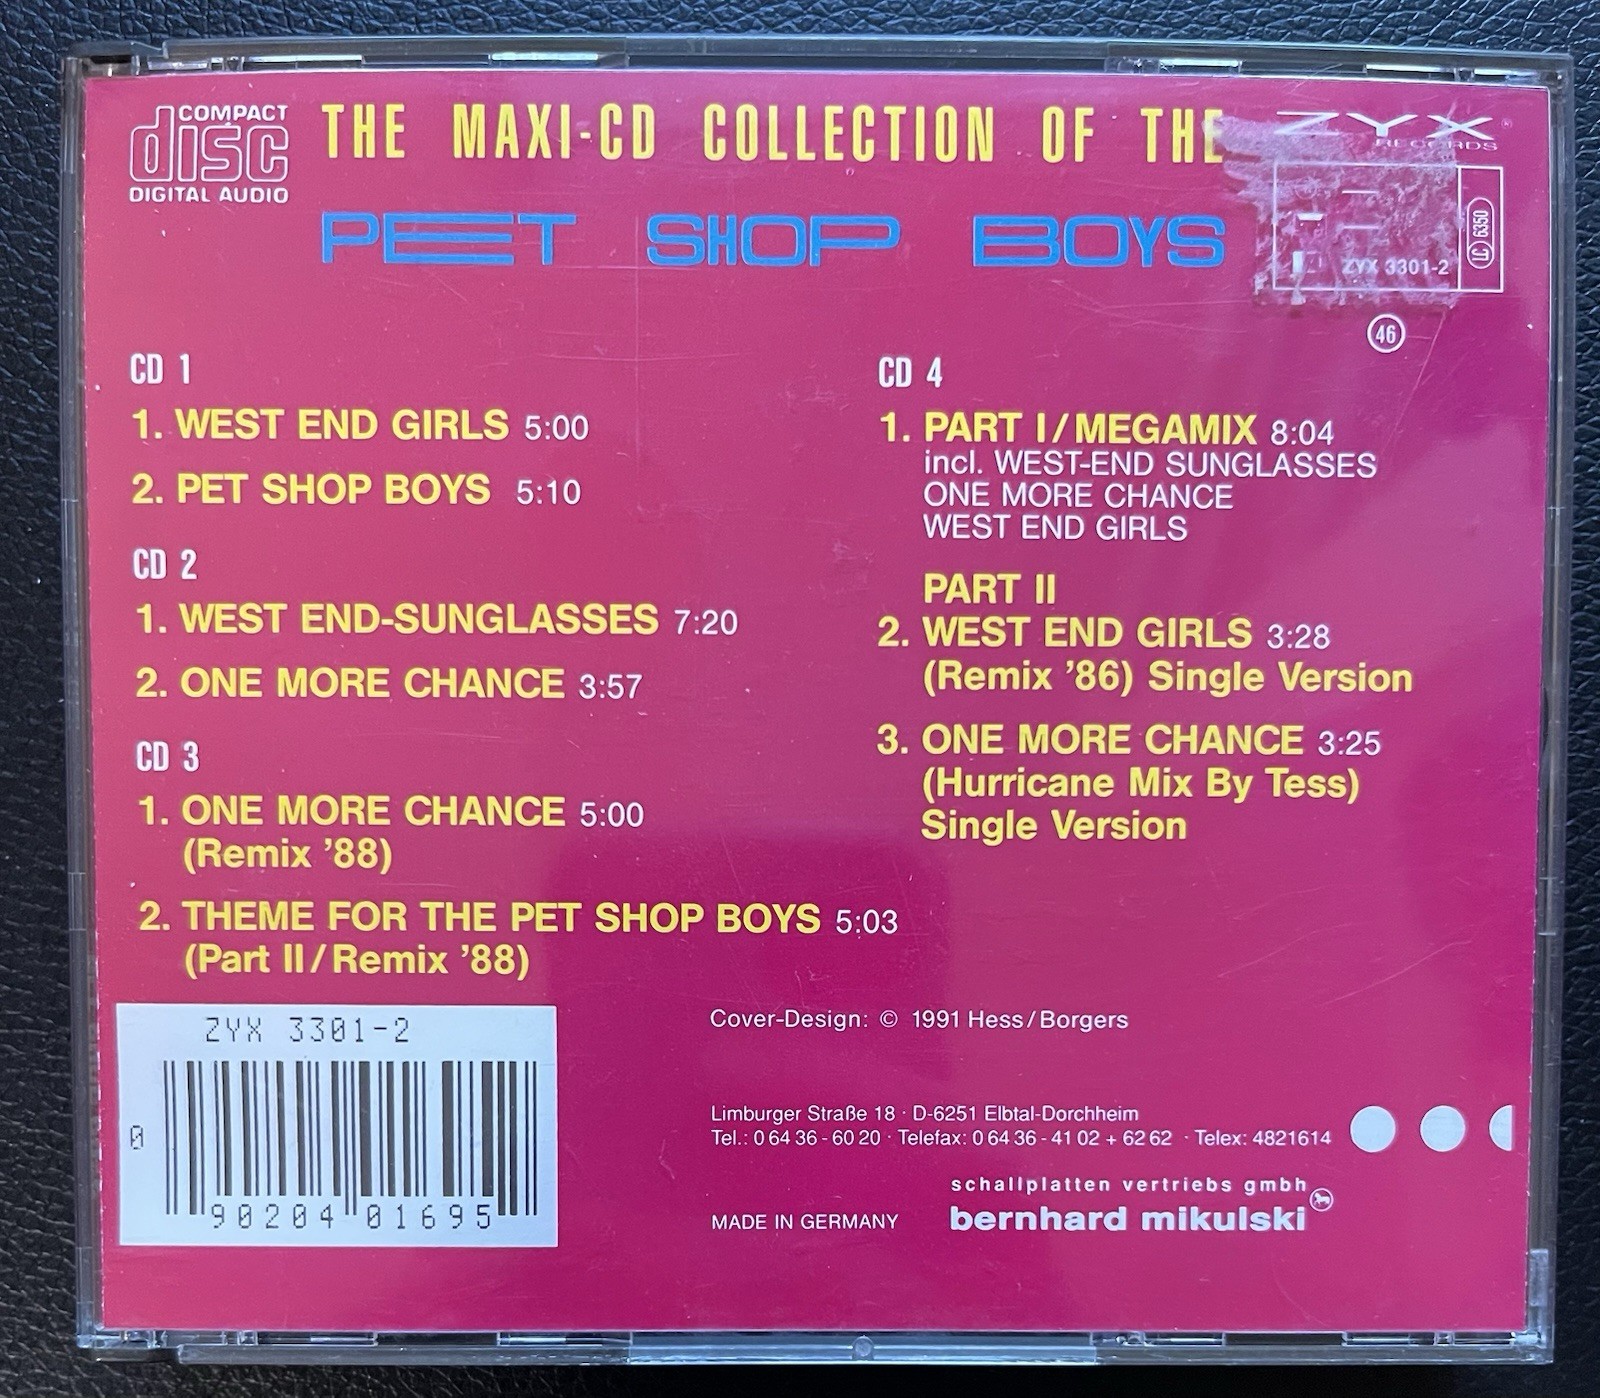 COMPACT
disc
DIGITAL AUDIO
THE MAXI-CD COLLECTION OF THE
PET SHOP BOYS
ZYX
RECORDS
ZYX 3301-2
LC 6350
46
CD 1
1. WEST END GIRLS 5:00
2. PET SHOP BOYS 5:10
CD 2
1. WEST END-SUNGLASSES 7:20
2. ONE MORE CHANCE 3:57
CD 3
1. ONE MORE CHANCE 5:00
(Remix '88)
2. THEME FOR THE PET SHOP BOYS 5:03
(Part II/Remix '88)
CD 4
1. PART I/MEGAMIX 8:04
incl. WEST-END SUNGLASSES
ONE MORE CHANCE
WEST END GIRLS
PART II
2. WEST END GIRLS 3:28
(Remix '86) Single Version
3. ONE MORE CHANCE 3:25
(Hurricane Mix By Tess)
Single Version
ZYX 3301-2
0 90204 01695
Cover-Design: © 1991 Hess/Borgers
Limburger Straße 18 · D-6251 Elbtal-Dorchheim
Tel.: 0 64 36 - 60 20 · Telefax: 0 64 36 - 41 02 + 62 62 · Telex: 4821614
schallplatten vertriebs gmbh
bernhard mikulski
MADE IN GERMANY